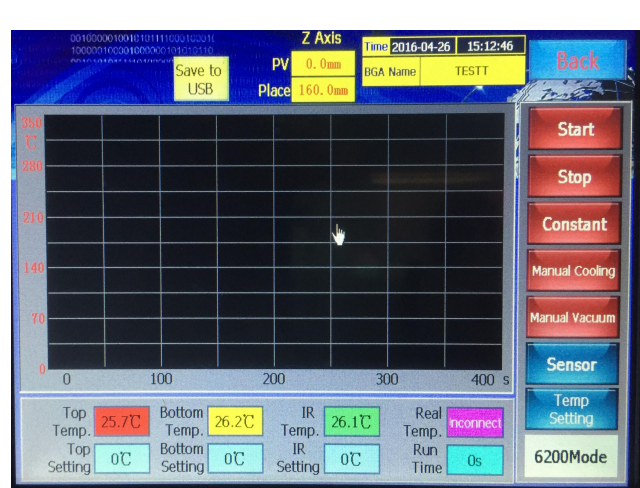 Z Axis
Save to
USB
PV 0.0mm
Place 160.0mm
Time 2016-04-26 15:12:46
BGA Name TESTT
Back
350
℃
280
210
140
70
0
0 100 200 300 400 s
Start
Stop
Constant
Manual Cooling
Manual Vacuum
Sensor
Temp
Setting
6200Mode
Top
Temp. 25.7℃
Bottom
Temp. 26.2℃
IR
Temp. 26.1℃
Real
Temp. nconnect
Top
Setting 0℃
Bottom
Setting 0℃
IR
Setting 0℃
Run
Time 0s